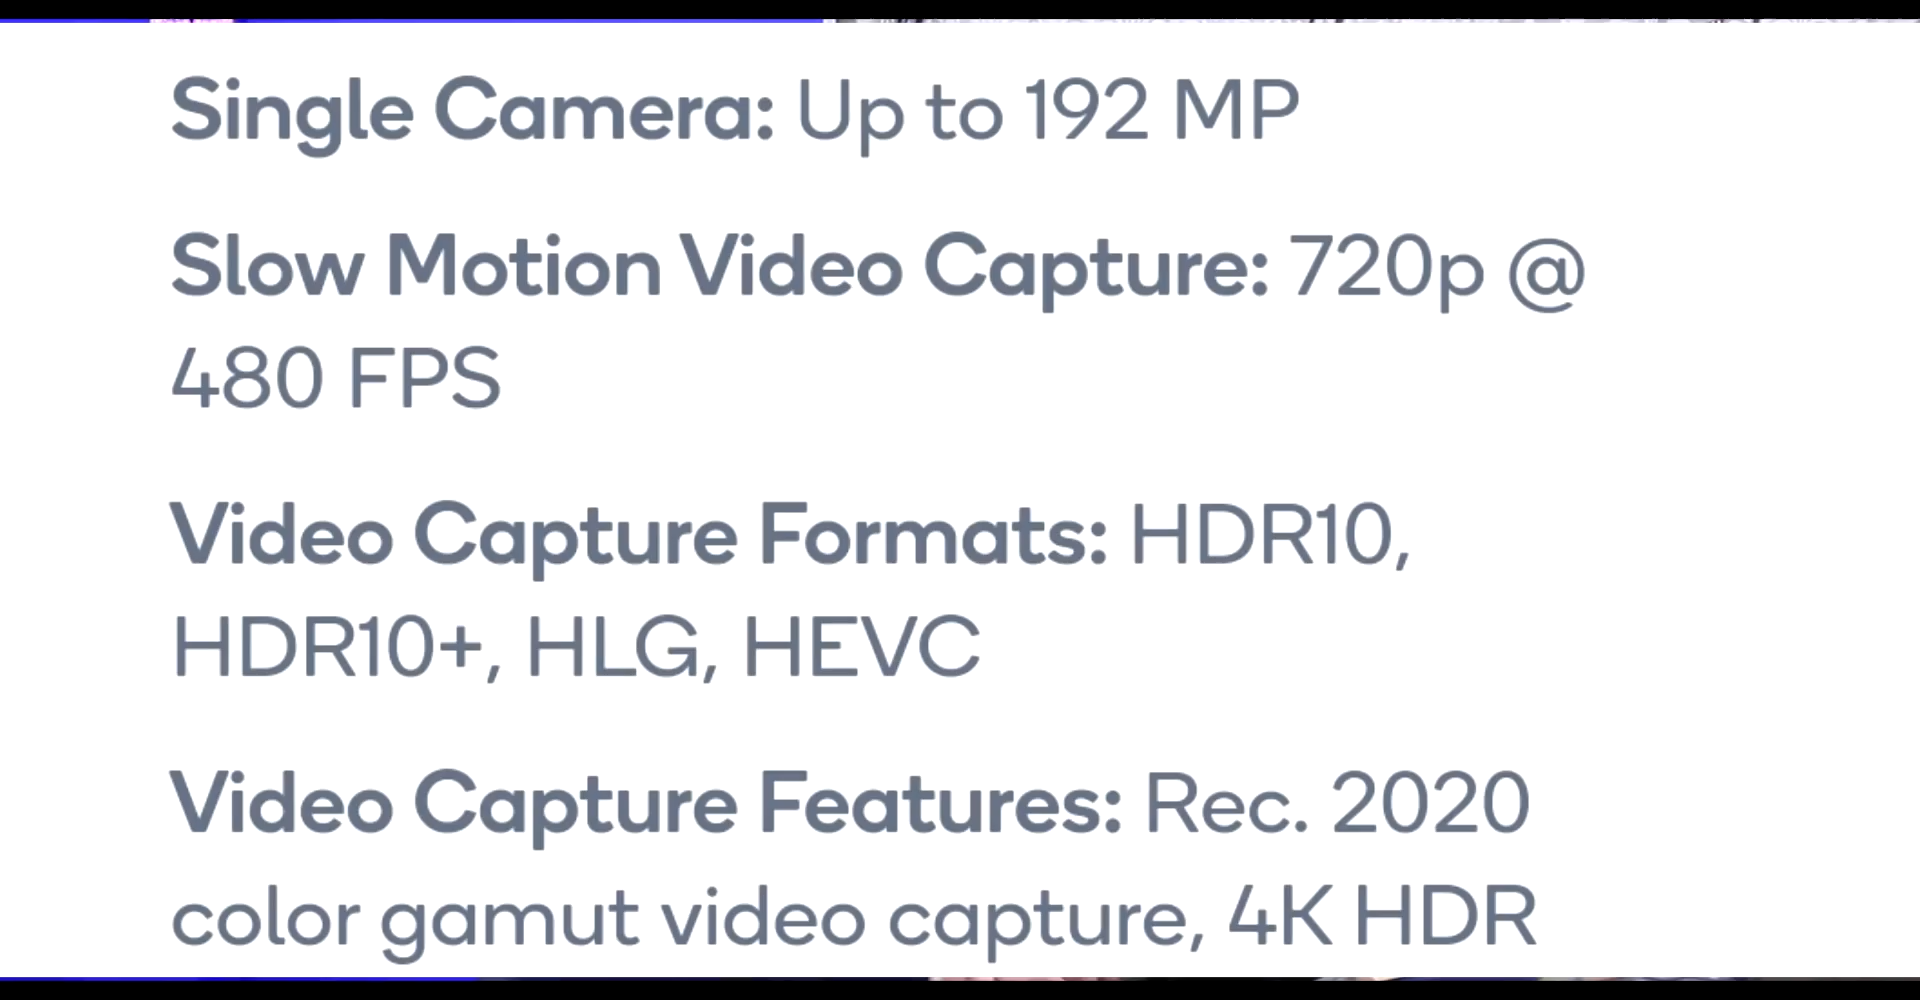 Single Camera: Up to 192 MP
Slow Motion Video Capture: 720p @
480 FPS
Video Capture Formats: HDR10,
HDR10+, HLG, HEVC
Video Capture Features: Rec. 2020
color gamut video capture, 4K HDR